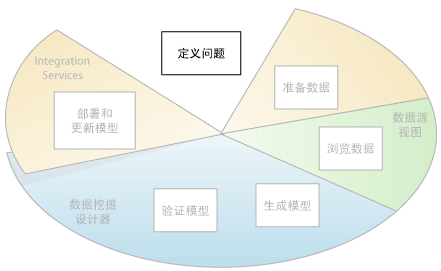 定义问题
Integration
Services
准备数据
部署和
更新模型
数据源
视图
浏览数据
数据挖掘
设计器
验证模型
生成模型